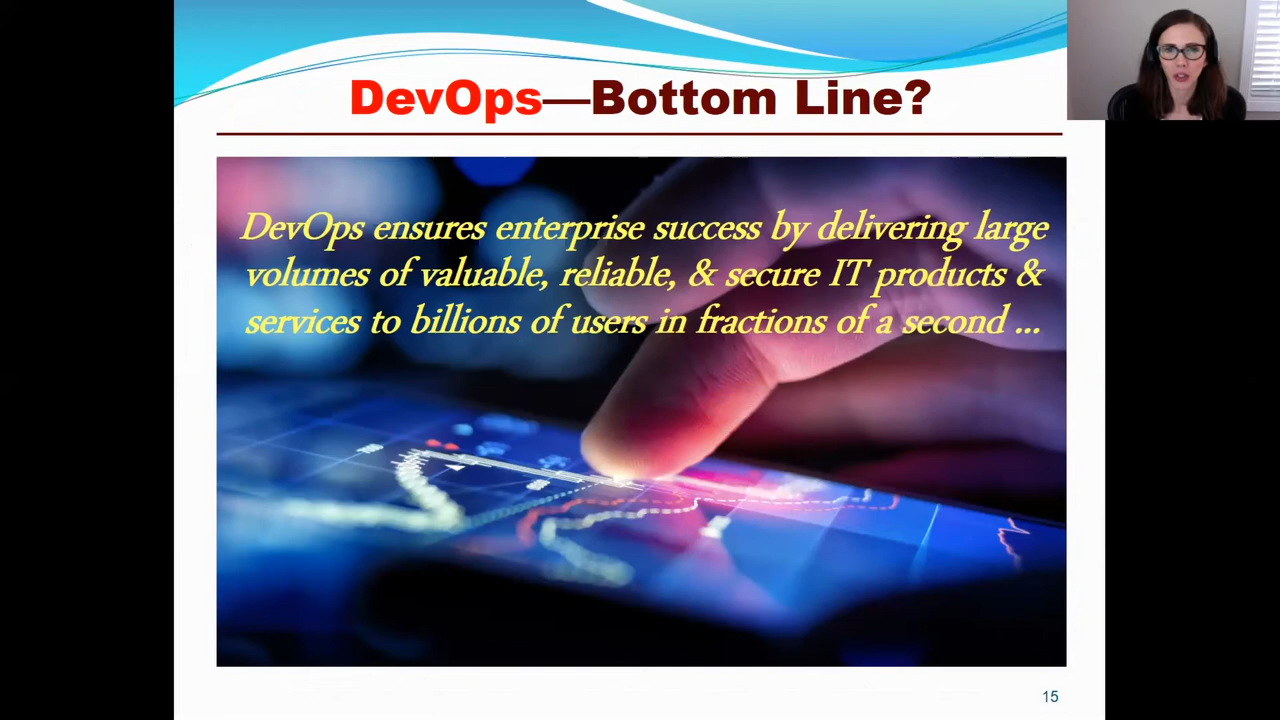 DevOps—Bottom Line?
DevOps ensures enterprise success by delivering large
volumes of valuable, reliable, & secure IT products &
services to billions of users in fractions of a second ...
15